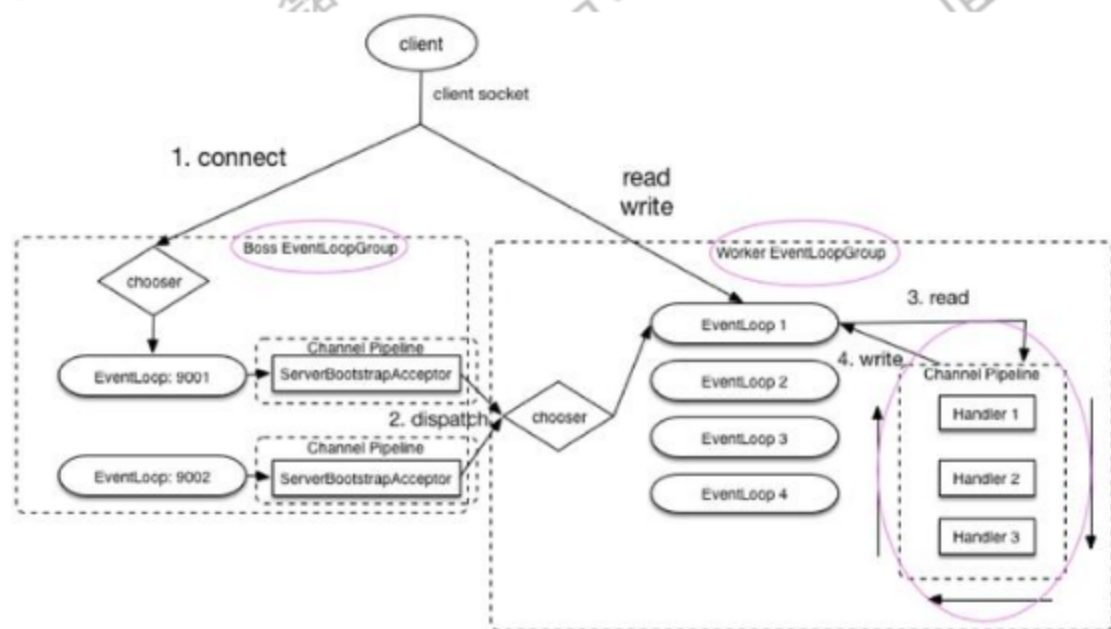 client
client socket
1. connect
read
write
Boss EventLoopGroup
Worker EventLoopGroup
chooser
3. read
EventLoop 1
Channel Pipeline
4. write
EventLoop: 9001
ServerBootstrapAcceptor
Channel Pipeline
EventLoop 2
Handler 1
2. dispatch
chooser
EventLoop 3
Channel Pipeline
EventLoop: 9002
ServerBootstrapAcceptor
Handler 2
EventLoop 4
Handler 3